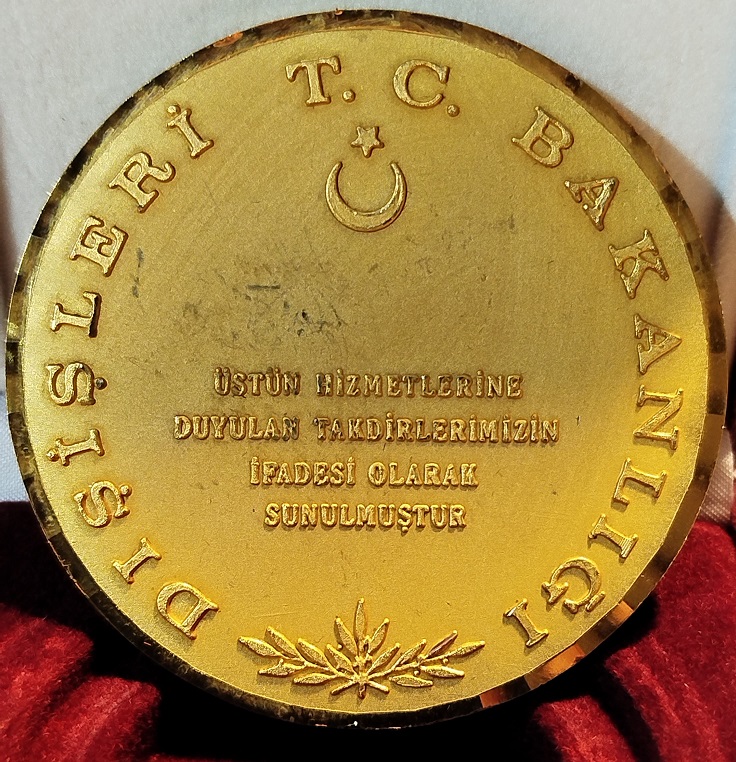 T. C.
DIŞİŞLERİ BAKANLIĞI
ÜSTÜN HİZMETLERİNE
DUYULAN TAKDİRLERİMİZİN
İFADESİ OLARAK
SUNULMUŞTUR